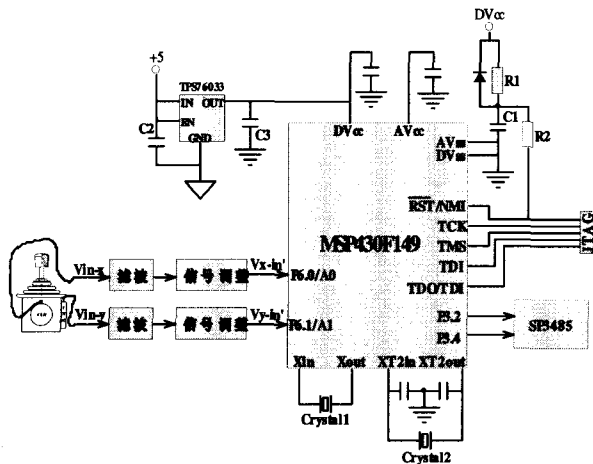 DVcc
+5
TPS76033
IN OUT
EN
GND
C2
C3
R1
C1
R2
DVcc
AVcc
AVss
DVss
RST/NMI
TCK
TMS
TDI
TDO/TDI
JTAG
MSP430F149
Vin-x
滤波
信号调整
Vx-in'
P6.0/A0
Vin-y
滤波
信号调整
Vy-in'
P6.1/A1
P3.2
P3.4
SP3485
Xin
Xout
XT2in
XT2out
Crystal1
Crystal2